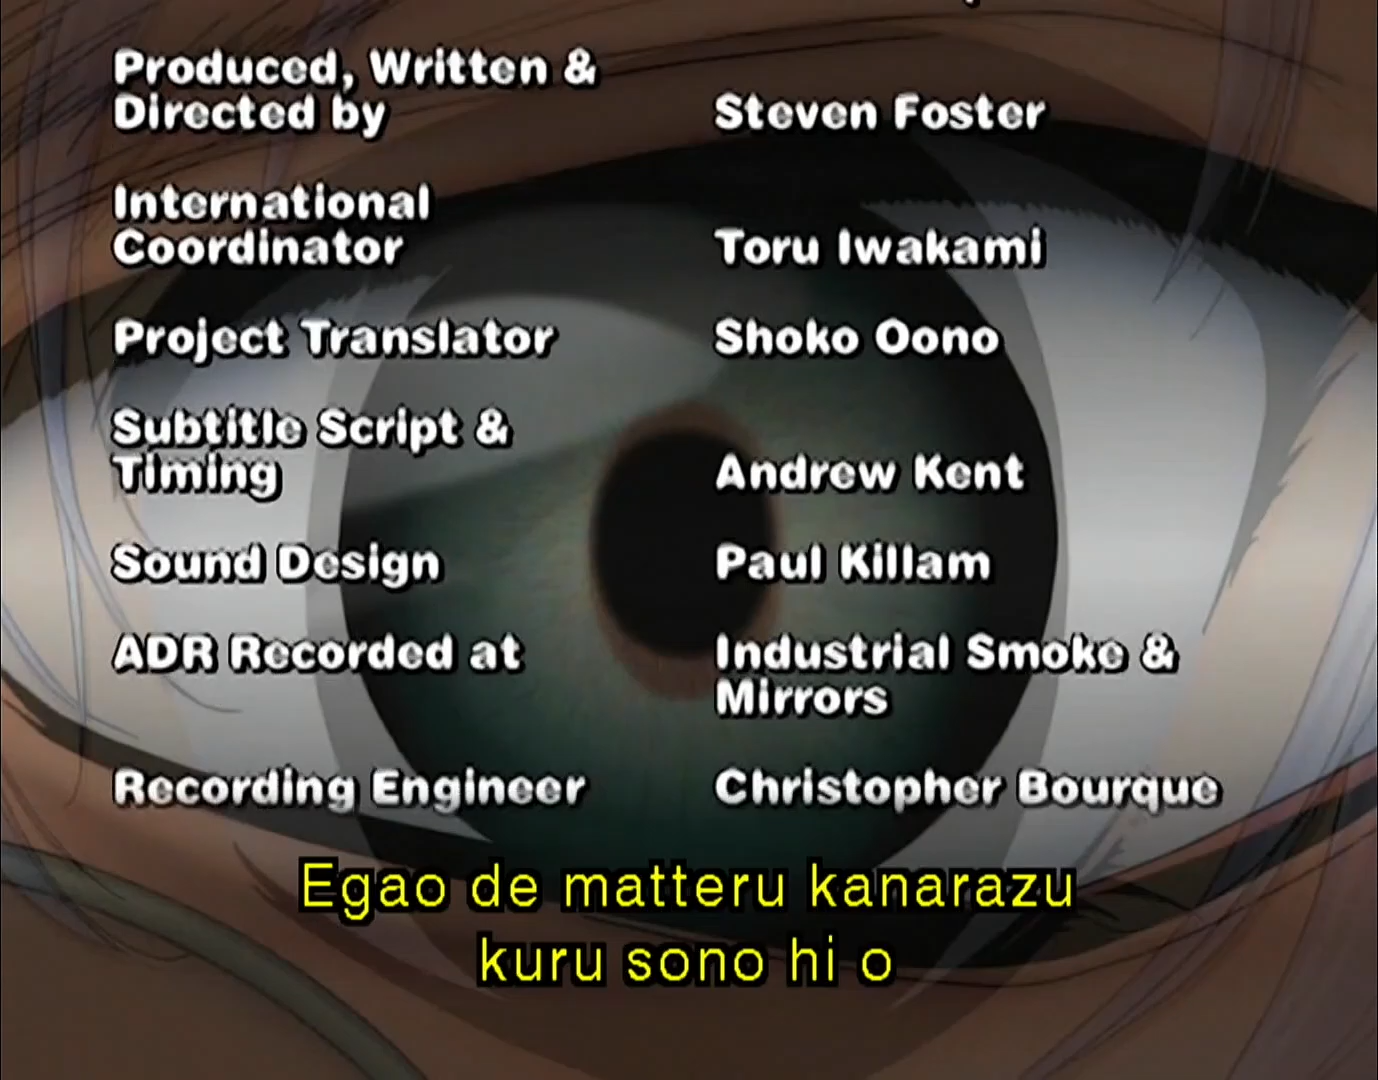 Produced, Written &
Directed by Steven Foster
International
Coordinator Toru Iwakami
Project Translator Shoko Oono
Subtitle Script &
Timing Andrew Kent
Sound Design Paul Killam
ADR Recorded at Industrial Smoke &
Mirrors
Recording Engineer Christopher Bourque
Egao de matteru kanarazu
kuru sono hi o